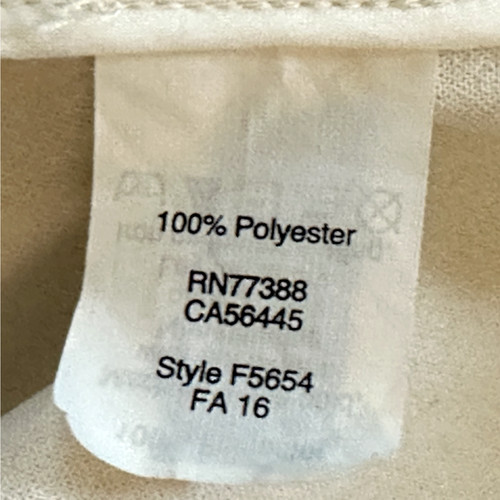 100% Polyester
RN77388
CA56445
Style F5654
FA 16